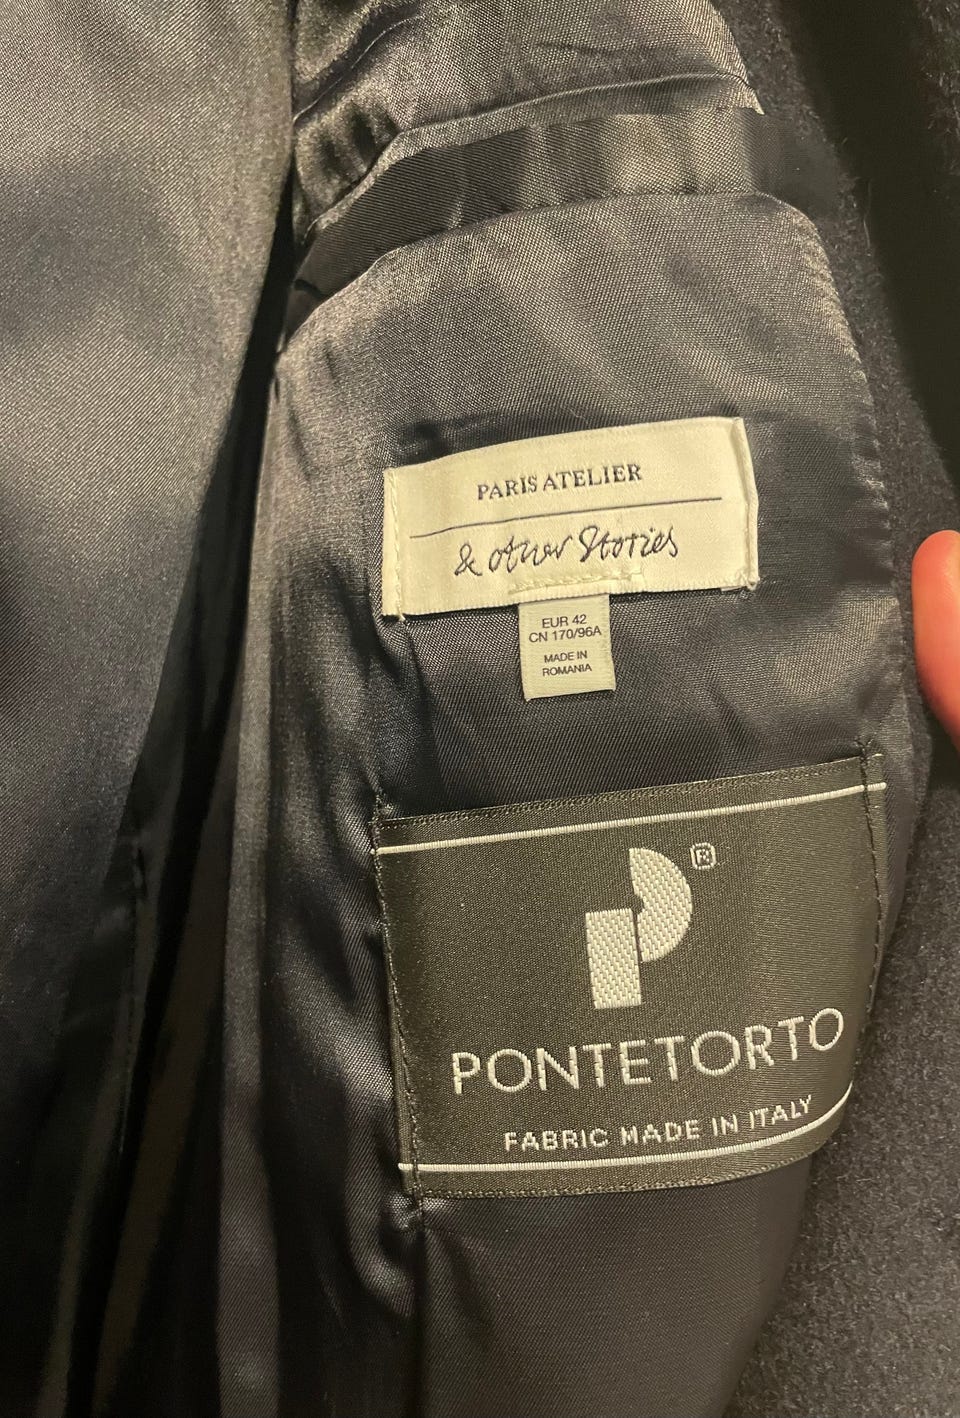 PARIS ATELIER
& other Stories
EUR 42
CN 170/96A
MADE IN
ROMANIA
P®
PONTETORTO
FABRIC MADE IN ITALY